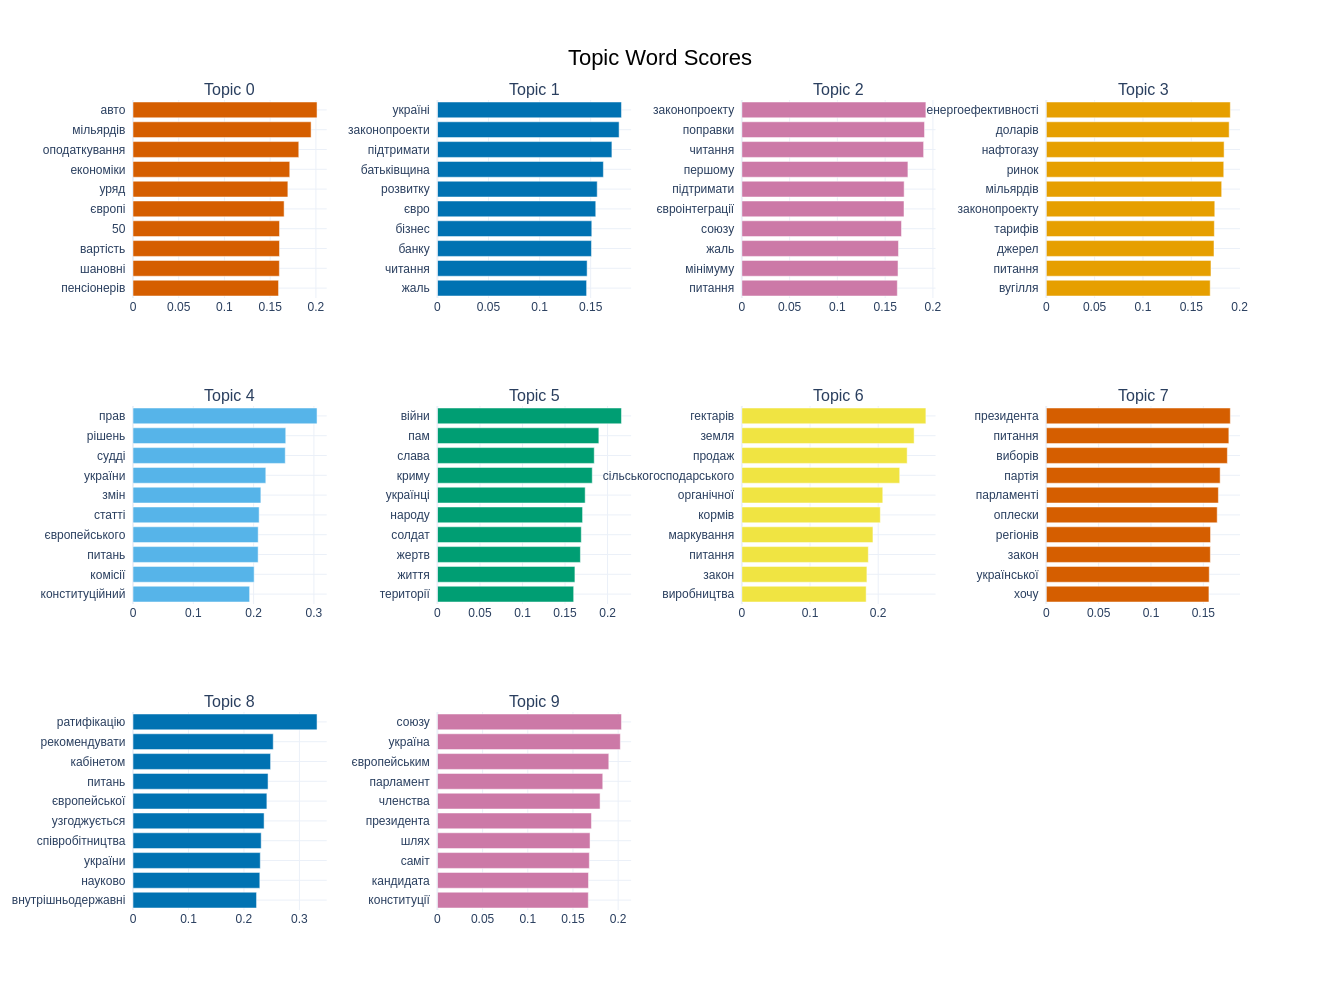 Topic Word Scores
Topic 0
авто
мільярдів
оподаткування
економіки
уряд
європі
50
вартість
шановні
пенсіонерів
0 0.05 0.1 0.15 0.2
Topic 1
україні
законопроекти
підтримати
батьківщина
розвитку
євро
бізнес
банку
читання
жаль
0 0.05 0.1 0.15
Topic 2
законопроекту
поправки
читання
першому
підтримати
євроінтеграції
союзу
жаль
мінімуму
питання
0 0.05 0.1 0.15 0.2
Topic 3
енергоефективності
доларів
нафтогазу
ринок
мільярдів
законопроекту
тарифів
джерел
питання
вугілля
0 0.05 0.1 0.15 0.2
Topic 4
прав
рішень
судді
україни
змін
статті
європейського
питань
комісії
конституційний
0 0.1 0.2 0.3
Topic 5
війни
пам
слава
криму
українці
народу
солдат
жертв
життя
території
0 0.05 0.1 0.15 0.2
Topic 6
гектарів
земля
продаж
сільськогосподарського
органічної
кормів
маркування
питання
закон
виробництва
0 0.1 0.2
Topic 7
президента
питання
виборів
партія
парламенті
оплески
регіонів
закон
української
хочу
0 0.05 0.1 0.15
Topic 8
ратифікацію
рекомендувати
кабінетом
питань
європейської
узгоджується
співробітництва
україни
науково
внутрішньодержавні
0 0.1 0.2 0.3
Topic 9
союзу
україна
європейським
парламент
членства
президента
шлях
саміт
кандидата
конституції
0 0.05 0.1 0.15 0.2